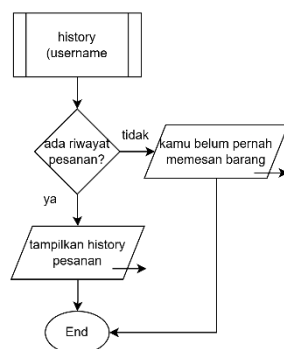 history
(username
ada riwayat
pesanan?
tidak
kamu belum pernah
memesan barang
ya
tampilkan history
pesanan
End